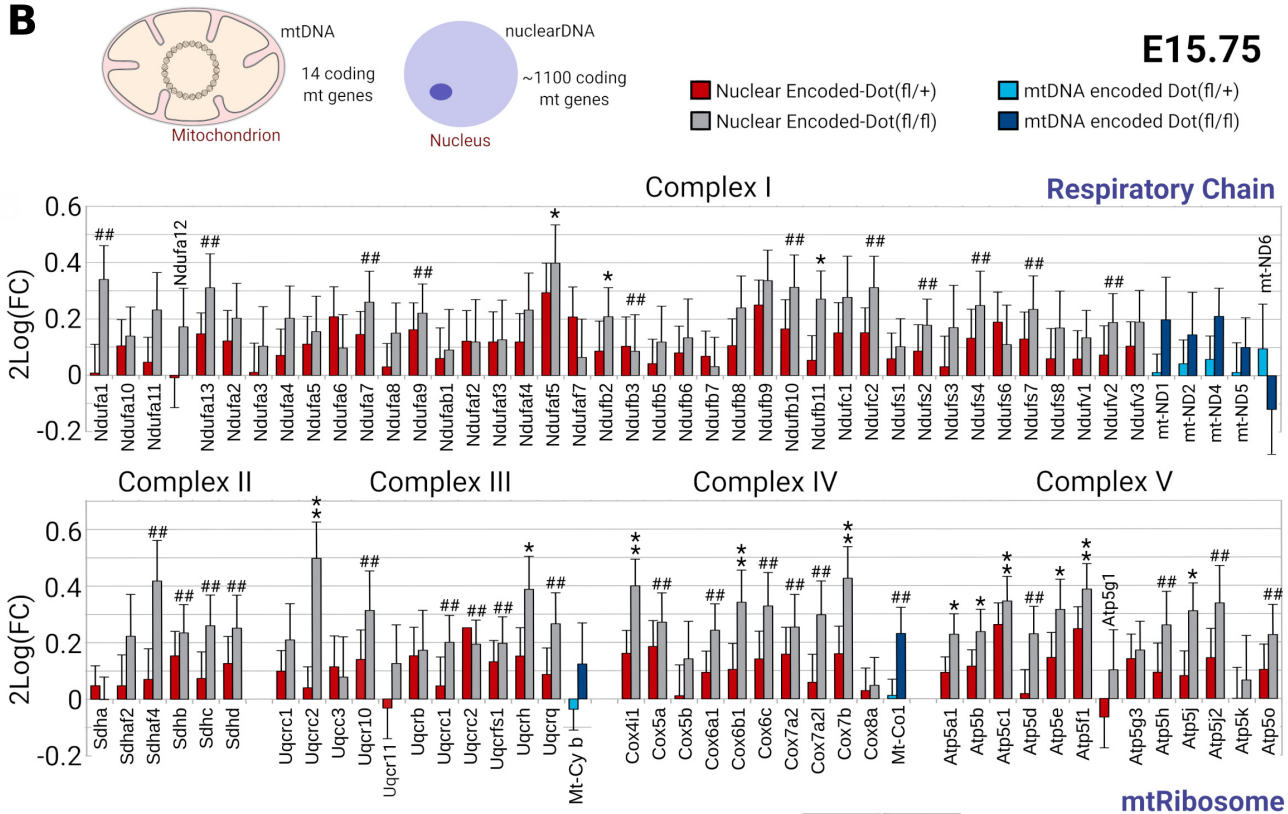 B
mtDNA
14 coding
mt genes
Mitochondrion
nuclearDNA
~1100 coding
mt genes
Nucleus
E15.75
Nuclear Encoded-Dot(fl/+)
mtDNA encoded Dot(fl/+)
Nuclear Encoded-Dot(fl/fl)
mtDNA encoded Dot(fl/fl)
Complex I
Respiratory Chain
2Log(FC)
0.6
0.4
0.2
0
-0.2
## ## ## ## * * ## ## * ## ## ## ## ##
Ndufa1 Ndufa10 Ndufa11 Ndufa12 Ndufa13 Ndufa2 Ndufa3 Ndufa4 Ndufa5 Ndufa6 Ndufa7 Ndufa8 Ndufa9 Ndufab1 Ndufaf2 Ndufaf3 Ndufaf4 Ndufaf5 Ndufaf7 Ndufb2 Ndufb3 Ndufb5 Ndufb6 Ndufb7 Ndufb8 Ndufb9 Ndufb10 Ndufb11 Ndufc1 Ndufc2 Ndufs1 Ndufs2 Ndufs3 Ndufs4 Ndufs6 Ndufs7 Ndufs8 Ndufv1 Ndufv2 Ndufv3 mt-ND1 mt-ND2 mt-ND4 mt-ND5 mt-ND6
Complex II
Complex III
Complex IV
Complex V
2Log(FC)
0.6
0.4
0.2
0
-0.2
## ## ## ## ** ## ## ## ## * ## ** ## ## ** ## ## ## ** ## * * ** ## * ** ## * ## ##
Sdha Sdhaf2 Sdhaf4 Sdhb Sdhc Sdhd
Uqcrc1 Uqcrc2 Uqcc3 Uqcr10 Uqcr11 Uqcrb Uqcrc1 Uqcrc2 Uqcrfs1 Uqcrh Uqcrq Mt-Cy b
Cox4i1 Cox5a Cox5b Cox6a1 Cox6b1 Cox6c Cox7a2 Cox7a2l Cox7b Cox8a Mt-Co1
Atp5a1 Atp5b Atp5c1 Atp5d Atp5e Atp5f1 Atp5g1 Atp5g3 Atp5h Atp5j Atp5j2 Atp5k Atp5o
mtRibosome